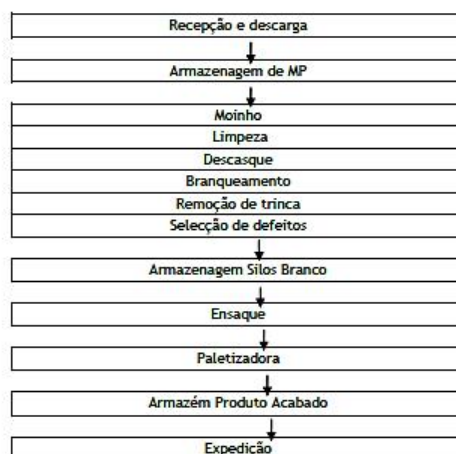 Recepção e descarga
Armazenagem de MP
Moinho
Limpeza
Descasque
Branqueamento
Remoção de trinca
Selecção de defeitos
Armazenagem Silos Branco
Ensaque
Paletizadora
Armazém Produto Acabado
Expedição